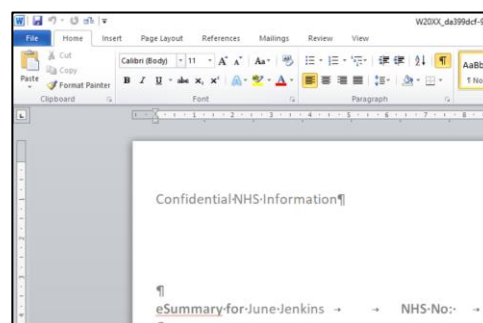 W20XX_da399dcf-9
File Home Insert Page Layout References Mailings Review View
Cut
Copy
Paste
Format Painter
Calibri (Body) 11
AaBb
1 No
Clipboard Font Paragraph
Confidential·NHS·Information¶
¶
eSummary·for·June·Jenkins → → NHS·No:· →